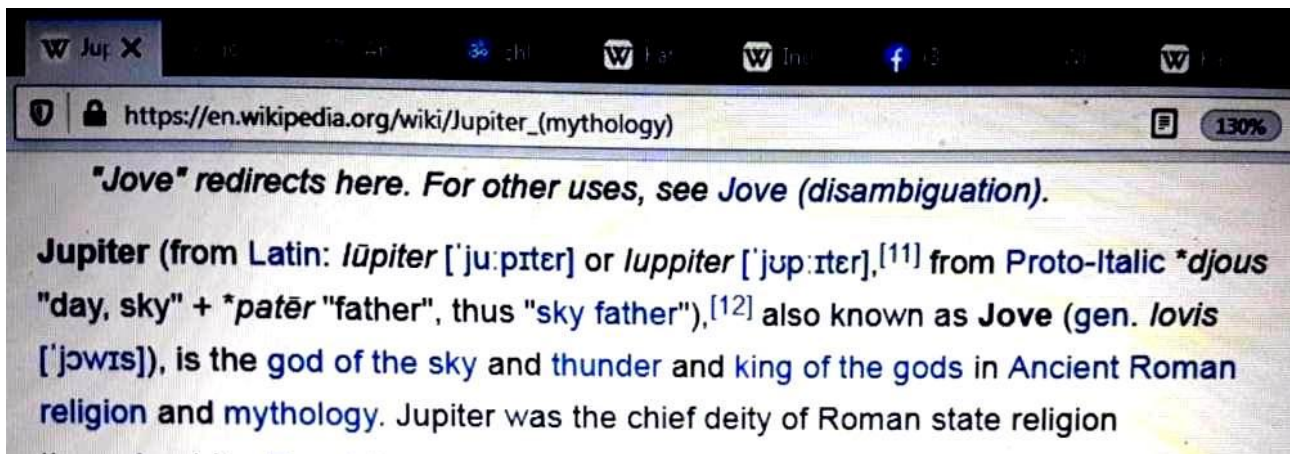 Jup
https://en.wikipedia.org/wiki/Jupiter_(mythology) 130%
"Jove" redirects here. For other uses, see Jove (disambiguation).
Jupiter (from Latin: Iūpiter [ˈjuːpɪtɛr] or Iuppiter [ˈjʊpːɪtɛr],[11] from Proto-Italic *djous
"day, sky" + *patēr "father", thus "sky father"),[12] also known as Jove (gen. Iovis
[ˈjɔwɪs]), is the god of the sky and thunder and king of the gods in Ancient Roman
religion and mythology. Jupiter was the chief deity of Roman state religion